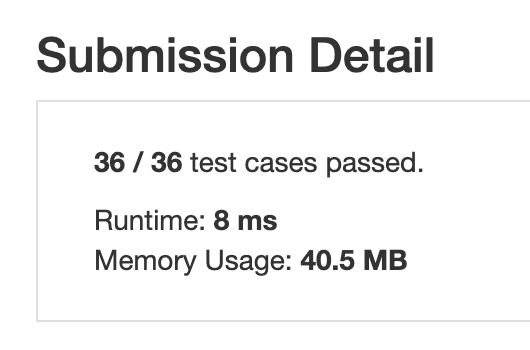 Submission Detail
36 / 36 test cases passed.
Runtime: 8 ms
Memory Usage: 40.5 MB